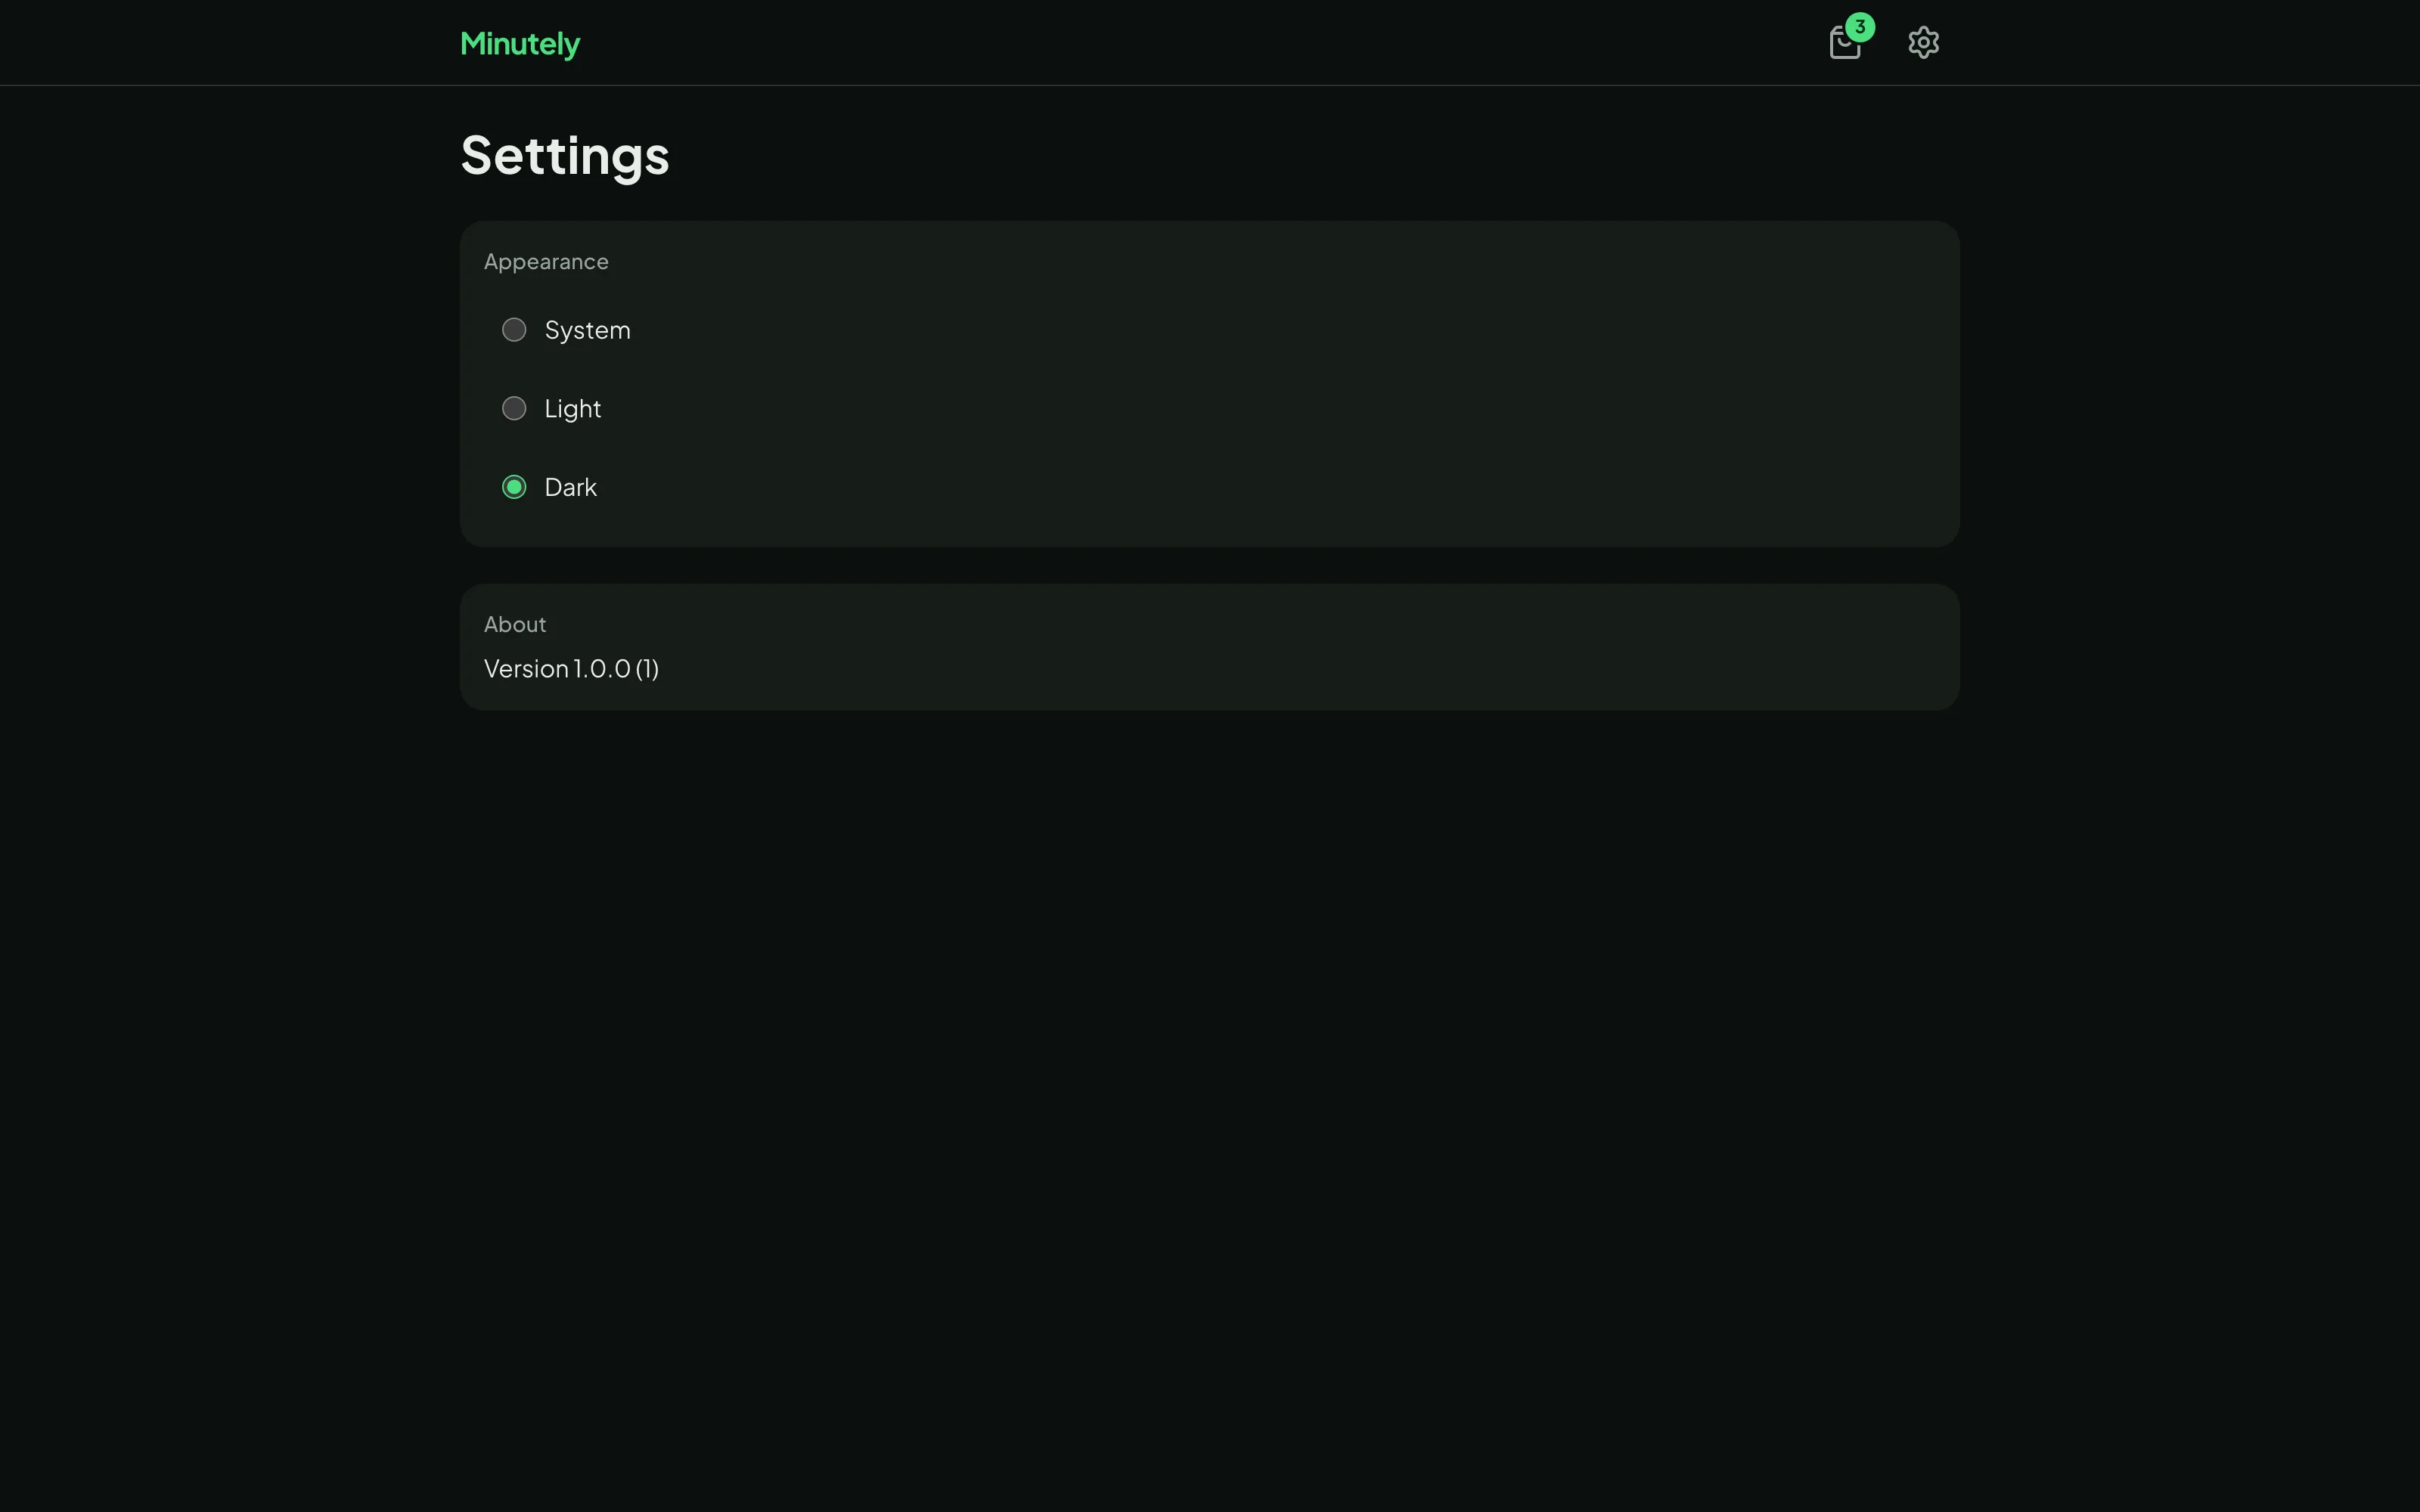 Minutely
3
Settings
Appearance
System
Light
Dark
About
Version 1.0.0 (1)